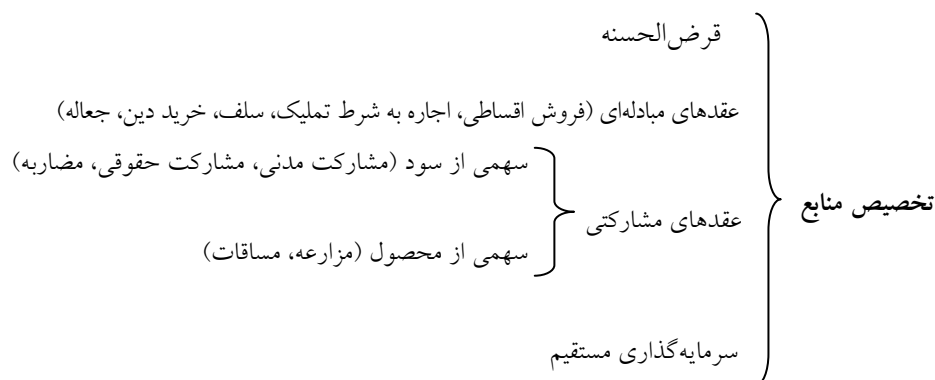 قرض‌الحسنه
عقدهای مبادله‌ای (فروش اقساطی، اجاره به شرط تملیک، سلف، خرید دین، جعاله)
سهمی از سود (مشارکت مدنی، مشارکت حقوقی، مضاربه)
تخصیص منابع
عقدهای مشارکتی
سهمی از محصول (مزارعه، مساقات)
سرمایه‌گذاری مستقیم